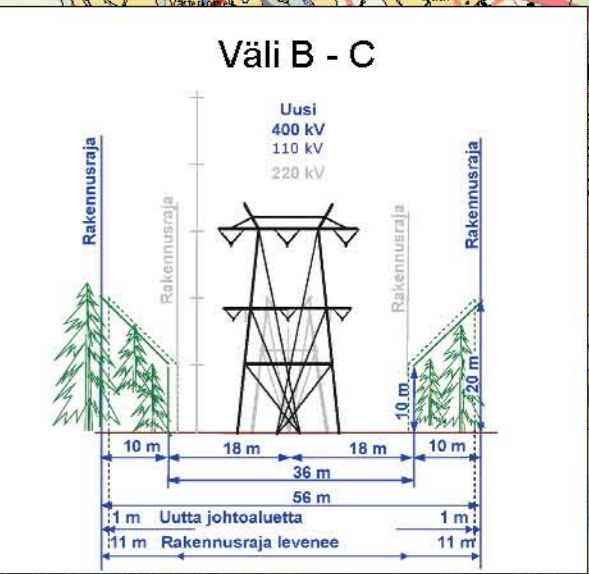 Väli B - C
Uusi
400 kV
110 kV
220 kV
Rakennusraja
Rakennusraja
Rakennusraja
Rakennusraja
10 m
20 m
10 m
18 m
18 m
10 m
36 m
56 m
1 m Uutta johtoaluetta 1 m
11 m Rakennusraja levenee 11 m